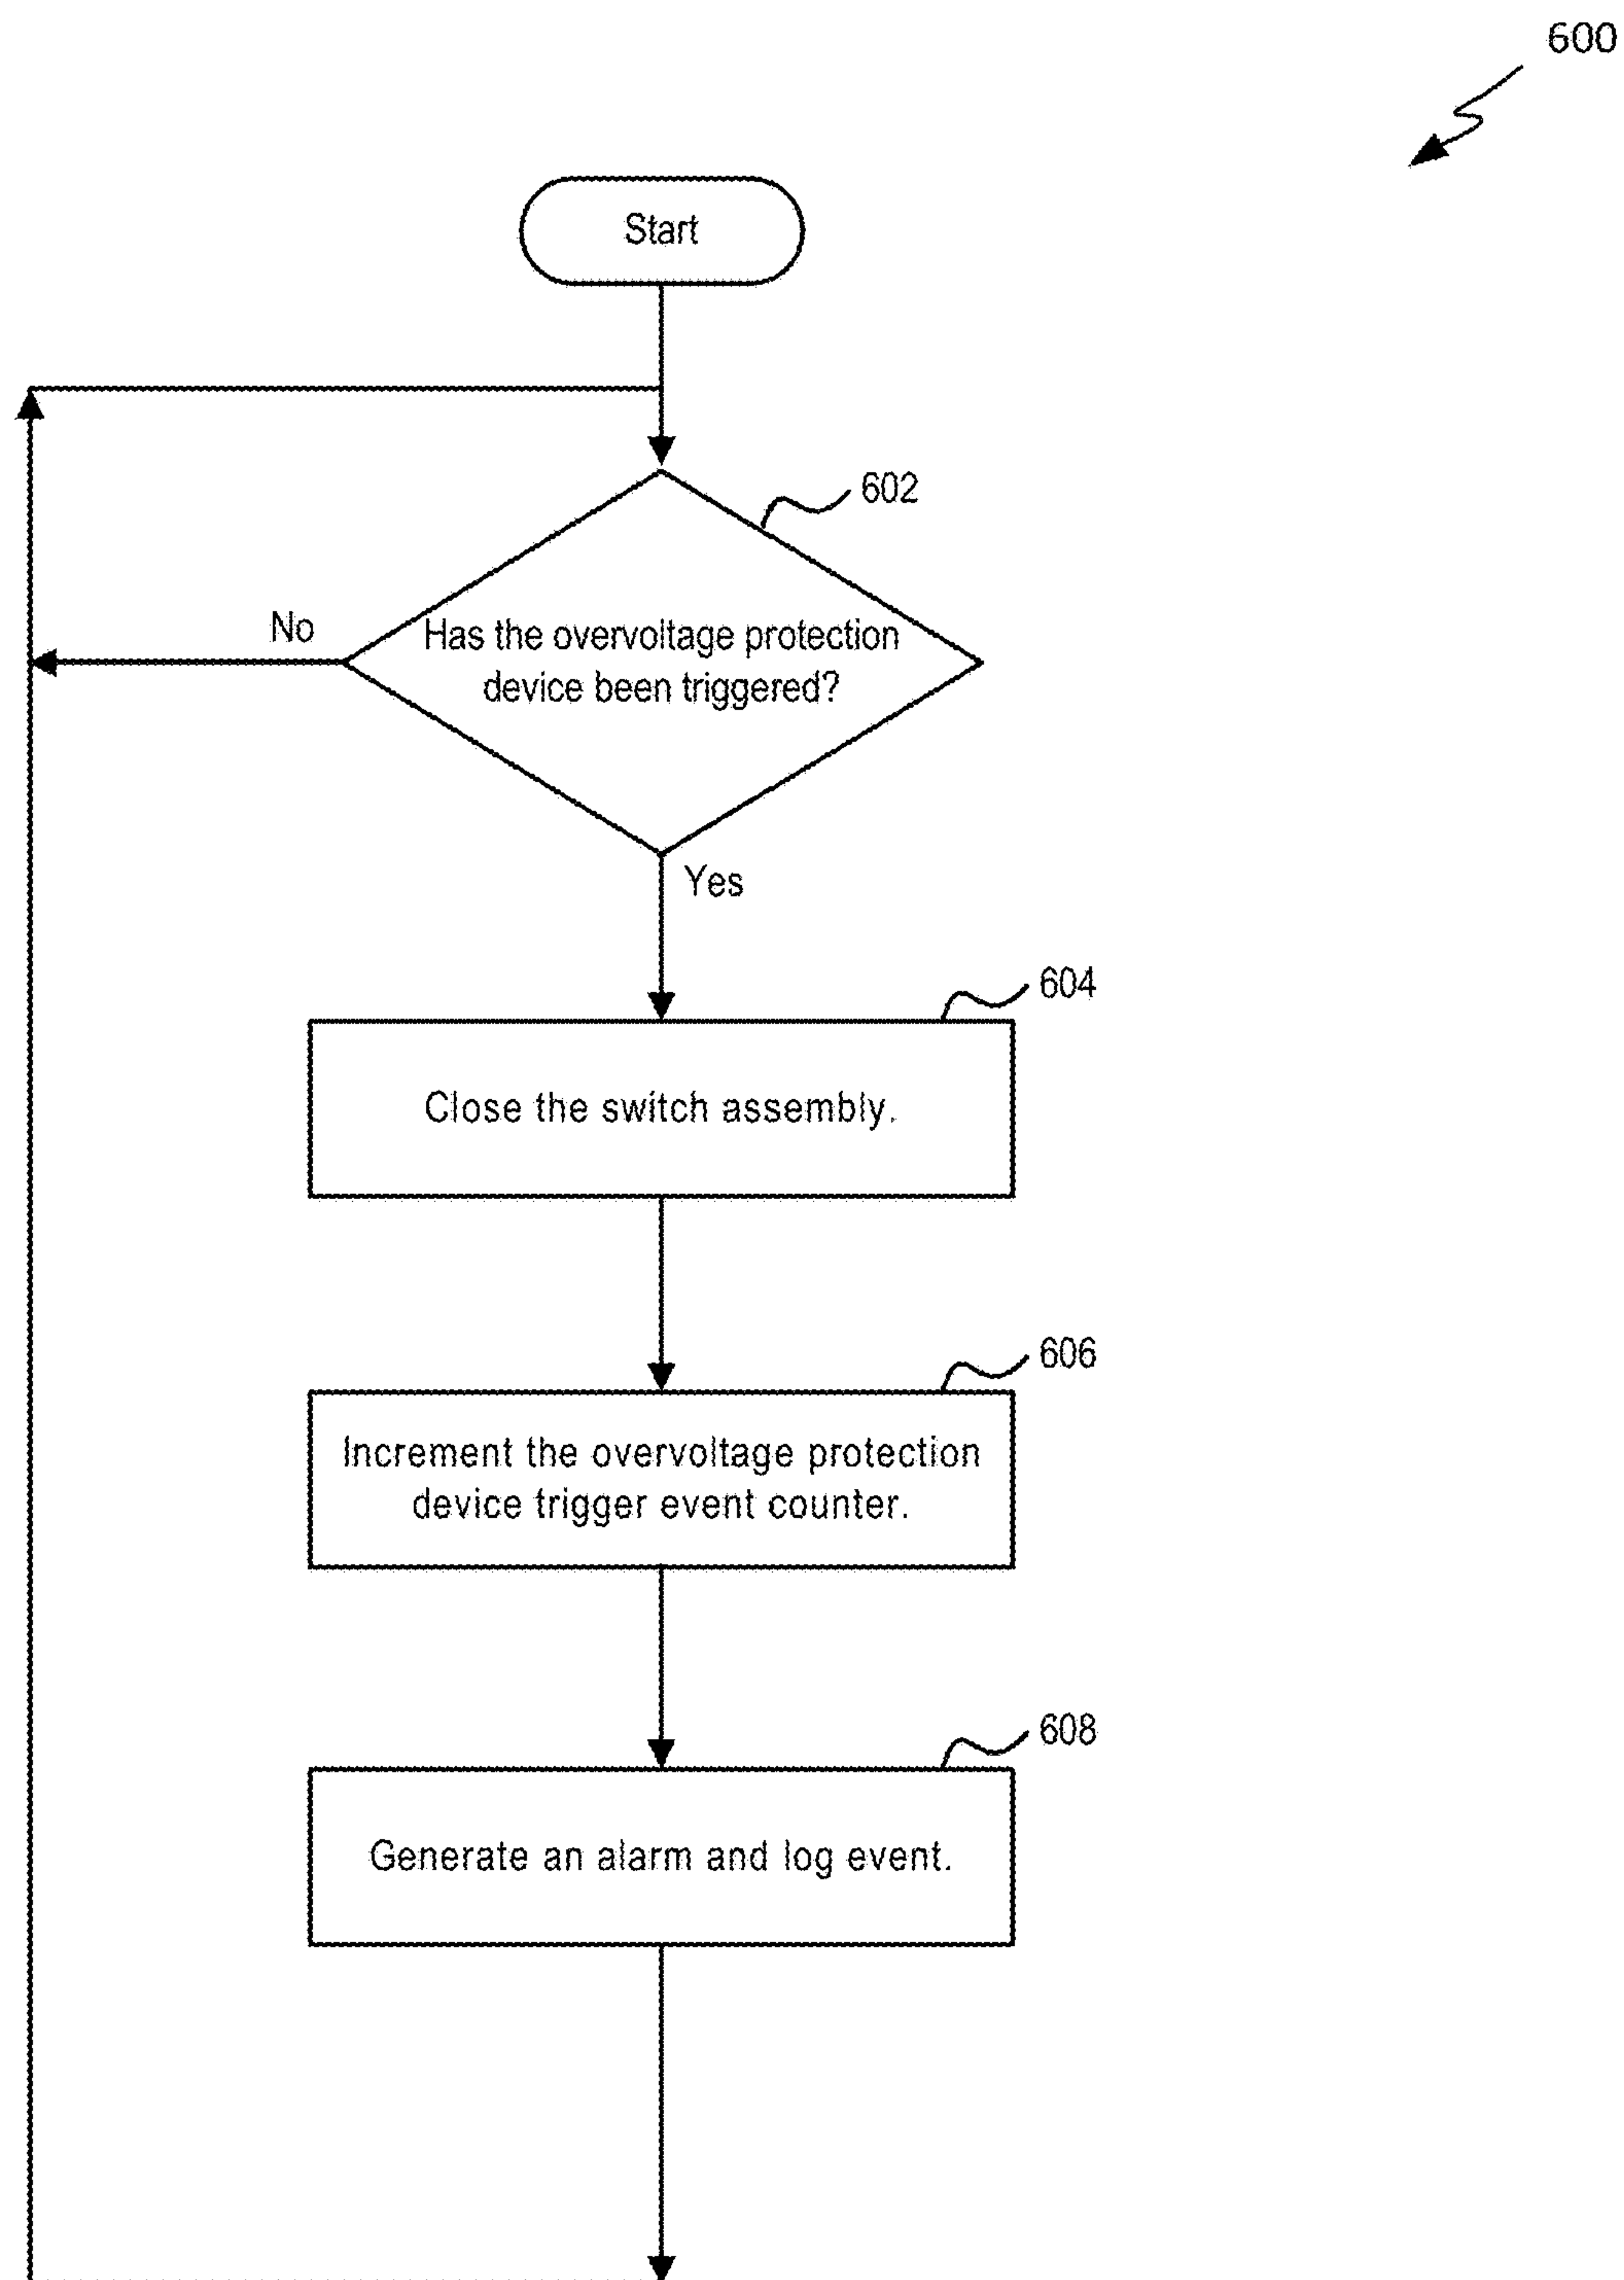 600
Start
602
No
Has the overvoltage protection
device been triggered?
Yes
604
Close the switch assembly.
606
Increment the overvoltage protection
device trigger event counter.
608
Generate an alarm and log event.